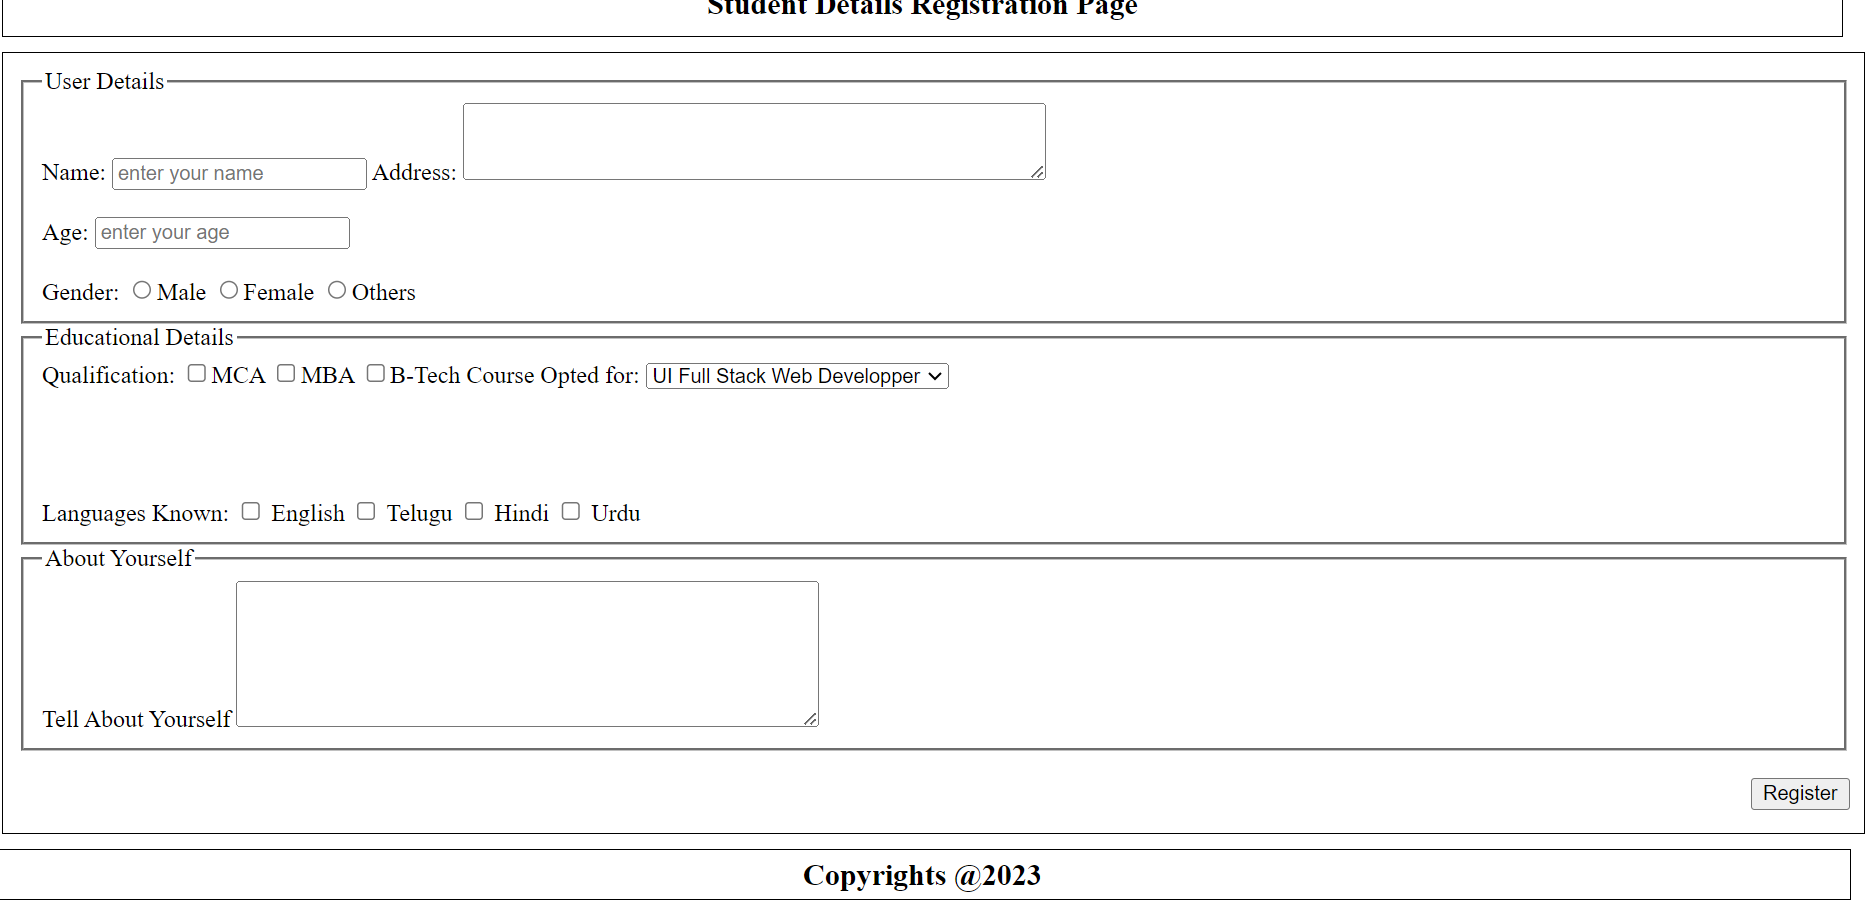 Student Details Registration Page
User Details
Name: enter your name Address:
Age: enter your age
Gender: Male Female Others
Educational Details
Qualification: MCA MBA B-Tech Course Opted for: UI Full Stack Web Developper
Languages Known: English Telugu Hindi Urdu
About Yourself
Tell About Yourself
Register
Copyrights @2023